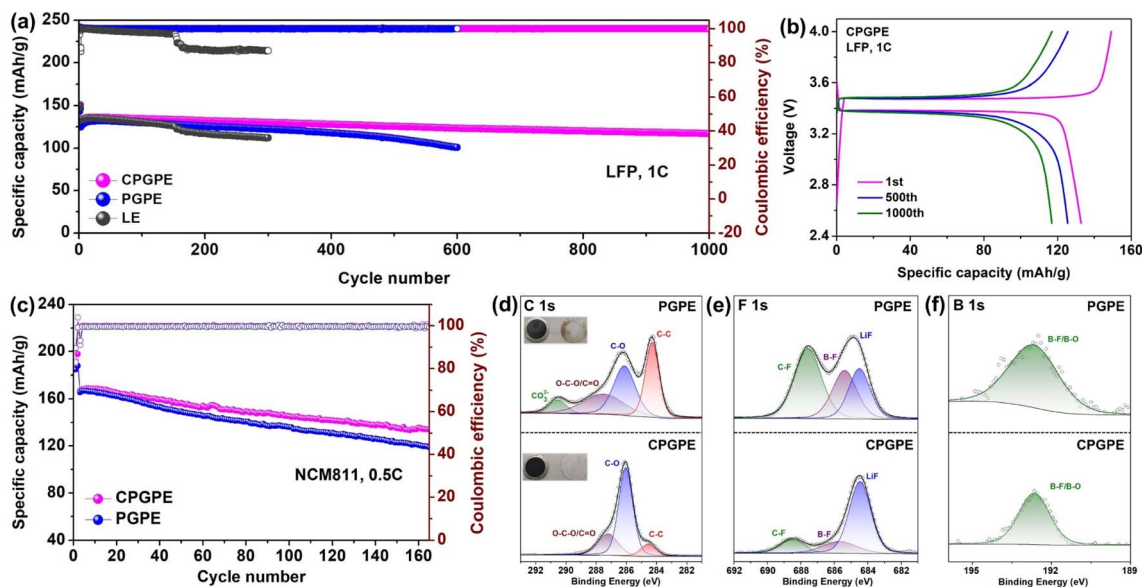 (a)
250
200
150
100
50
0
Specific capacity (mAh/g)
100
80
60
40
20
0
-20
Coulombic efficiency (%)
CPGPE
PGPE
LE
LFP, 1C
0 200 400 600 800 1000
Cycle number
(b)
CPGPE
LFP, 1C
4.0
3.6
3.2
2.8
2.4
Voltage (V)
1st
500th
1000th
0 40 80 120 160
Specific capacity (mAh/g)
(c)
240
200
160
120
80
40
Specific capacity (mAh/g)
100
80
60
40
20
0
Coulombic efficiency (%)
NCM811, 0.5C
CPGPE
PGPE
0 20 40 60 80 100 120 140 160
Cycle number
(d) C 1s PGPE
C-C
C-O
O-C-O/C=O
CO₃²⁻
CPGPE
C-O
O-C-O/C=O
C-C
292 290 288 286 284 282
Binding Energy (eV)
(e) F 1s PGPE
LiF
B-F
C-F
CPGPE
LiF
C-F
B-F
692 690 688 686 684 682
Binding Energy (eV)
(f) B 1s PGPE
B-F/B-O
CPGPE
B-F/B-O
195 192 189
Binding Energy (eV)